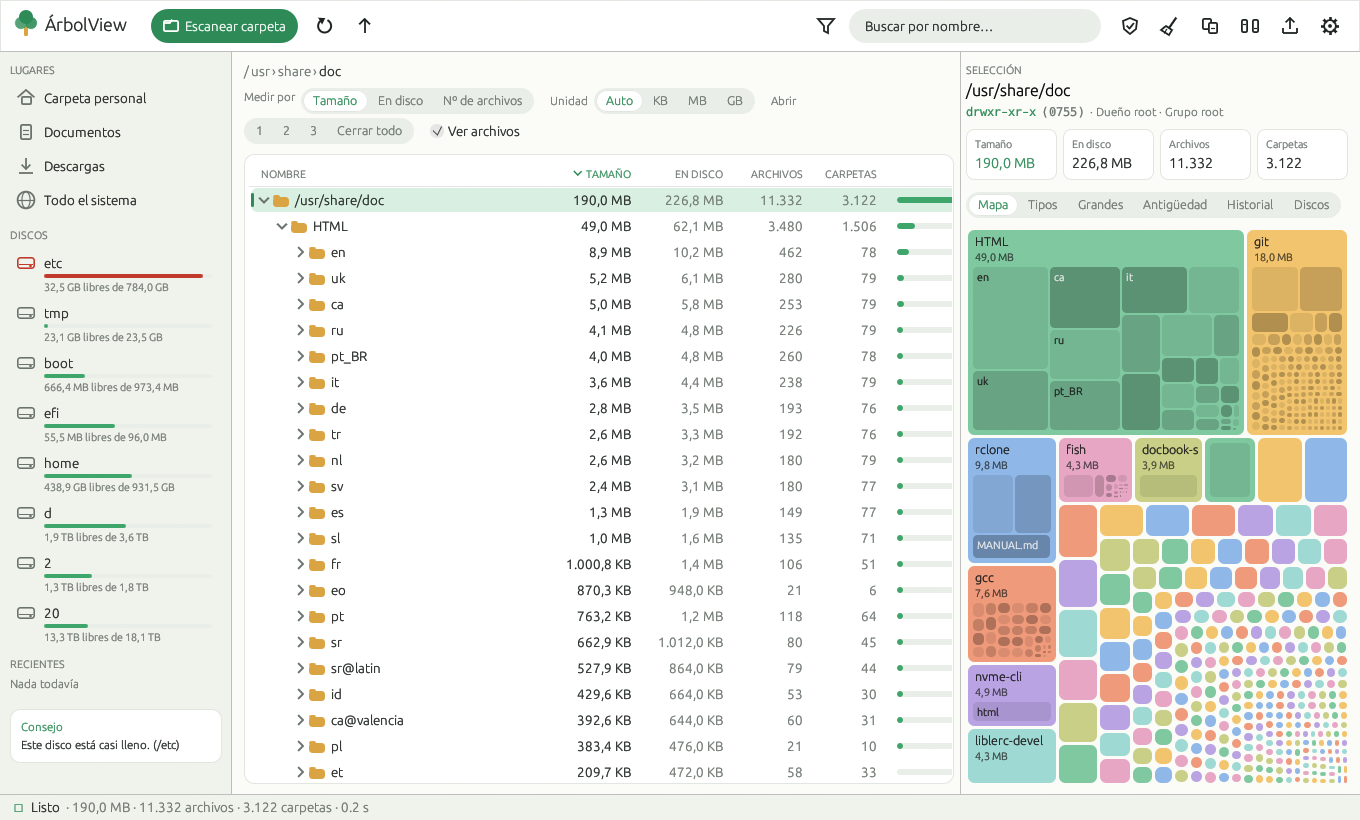 ÁrbolView
Escanear carpeta
Buscar por nombre…
LUGARES
Carpeta personal
Documentos
Descargas
Todo el sistema
DISCOS
etc
32,5 GB libres de 784,0 GB
tmp
23,1 GB libres de 23,5 GB
boot
666,4 MB libres de 973,4 MB
efi
55,5 MB libres de 96,0 MB
home
438,9 GB libres de 931,5 GB
d
1,9 TB libres de 3,6 TB
2
1,3 TB libres de 1,8 TB
20
13,3 TB libres de 18,1 TB
RECIENTES
Nada todavía
Consejo
Este disco está casi lleno. (/etc)
/ usr › share › doc
Medir por Tamaño En disco Nº de archivos Unidad Auto KB MB GB Abrir
1 2 3 Cerrar todo Ver archivos
NOMBRE TAMAÑO EN DISCO ARCHIVOS CARPETAS
/usr/share/doc 190,0 MB 226,8 MB 11.332 3.122
HTML 49,0 MB 62,1 MB 3.480 1.506
en 8,9 MB 10,2 MB 462 78
uk 5,2 MB 6,1 MB 280 79
ca 5,0 MB 5,8 MB 253 79
ru 4,1 MB 4,8 MB 226 79
pt_BR 4,0 MB 4,8 MB 260 78
it 3,6 MB 4,4 MB 238 79
de 2,8 MB 3,5 MB 193 76
tr 2,6 MB 3,3 MB 192 76
nl 2,6 MB 3,2 MB 180 79
sv 2,4 MB 3,1 MB 180 77
es 1,3 MB 1,9 MB 149 77
sl 1,0 MB 1,6 MB 135 71
fr 1.000,8 KB 1,4 MB 106 51
eo 870,3 KB 948,0 KB 21 6
pt 763,2 KB 1,2 MB 118 64
sr 662,9 KB 1.012,0 KB 80 45
sr@latin 527,9 KB 864,0 KB 79 44
id 429,6 KB 664,0 KB 53 30
ca@valencia 392,6 KB 644,0 KB 60 31
pl 383,4 KB 476,0 KB 21 10
et 209,7 KB 472,0 KB 58 33
SELECCIÓN
/usr/share/doc
drwxr-xr-x (0755) · Dueño root · Grupo root
Tamaño En disco Archivos Carpetas
190,0 MB 226,8 MB 11.332 3.122
Mapa Tipos Grandes Antigüedad Historial Discos
HTML
49,0 MB
en
ca
it
ru
uk
pt_BR
git
18,0 MB
rclone
9,8 MB
MANUAL.md
fish
4,3 MB
docbook-s
3,9 MB
gcc
7,6 MB
nvme-cli
4,9 MB
html
liblerc-devel
4,3 MB
Listo · 190,0 MB · 11.332 archivos · 3.122 carpetas · 0.2 s